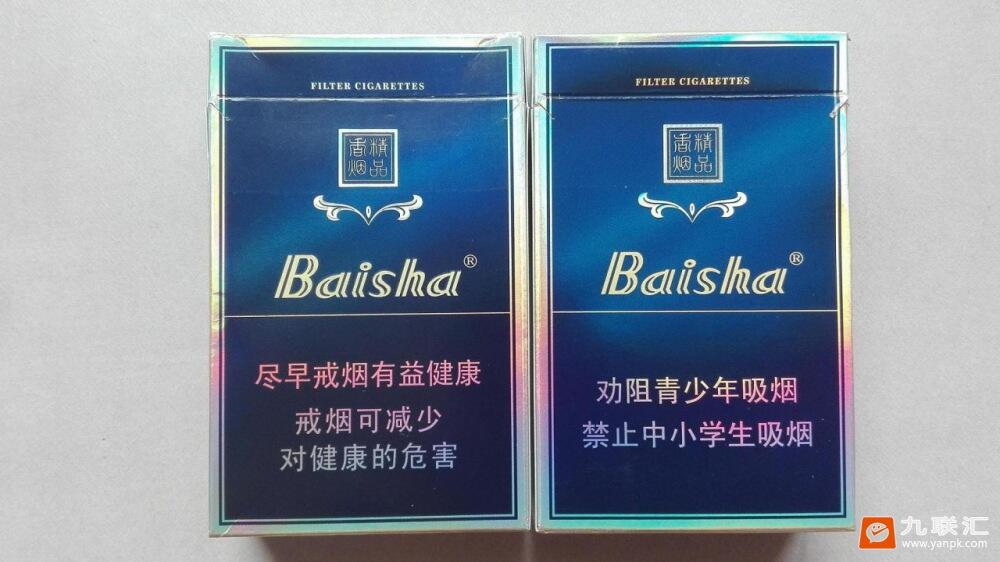 FILTER CIGARETTES
精品
香烟
Baisha®
尽早戒烟有益健康
戒烟可减少
对健康的危害
FILTER CIGARETTES
精品
香烟
Baisha®
劝阻青少年吸烟
禁止中小学生吸烟
九联汇
www.yanpk.com